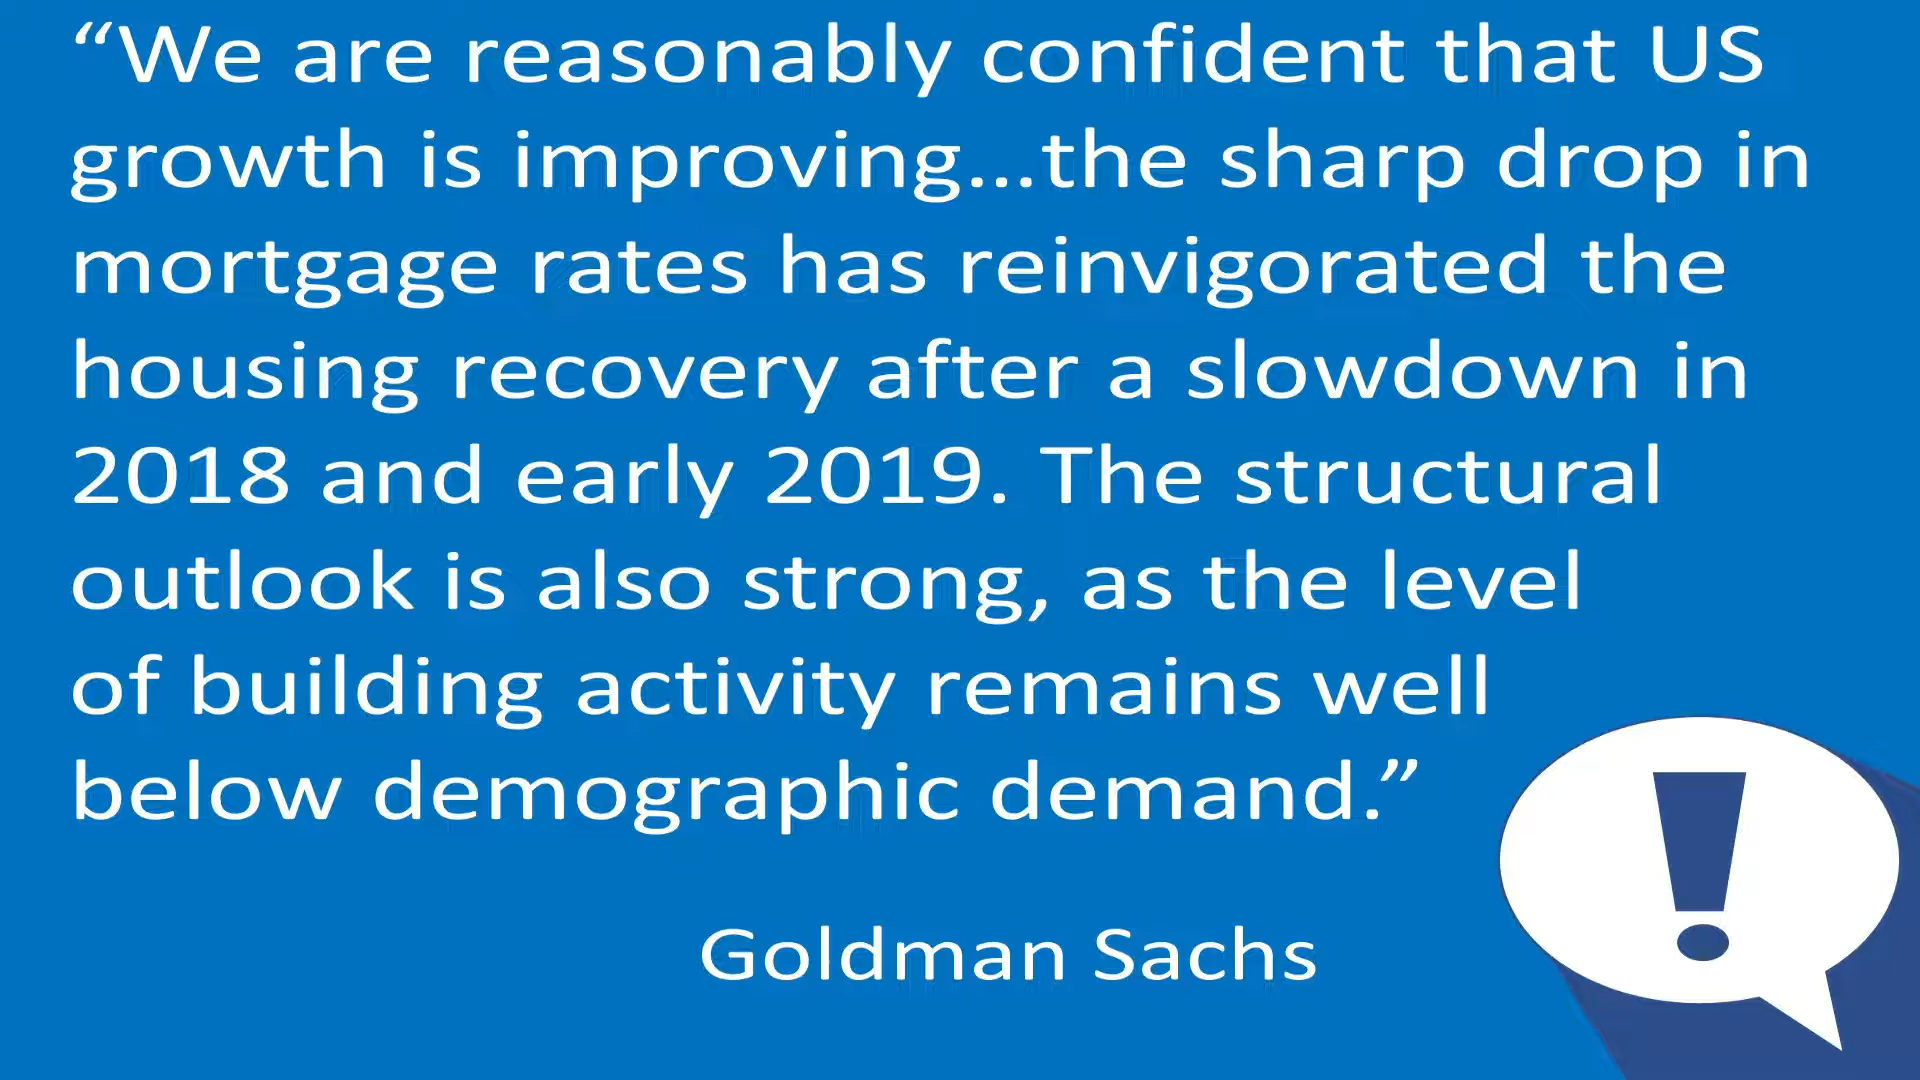 “We are reasonably confident that US
growth is improving...the sharp drop in
mortgage rates has reinvigorated the
housing recovery after a slowdown in
2018 and early 2019. The structural
outlook is also strong, as the level
of building activity remains well
below demographic demand.”
Goldman Sachs
!